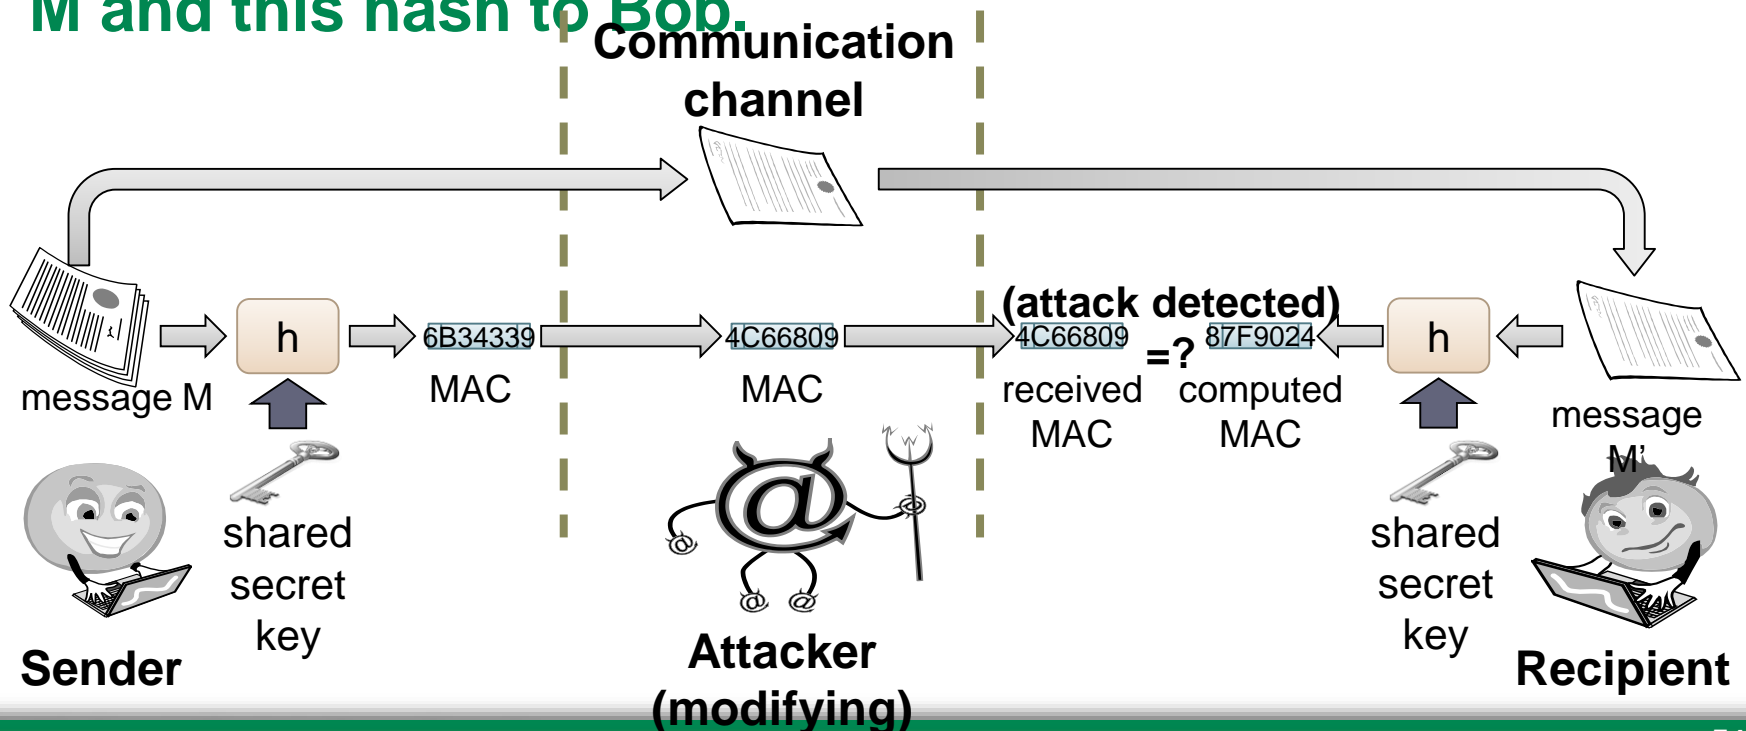 M and this hash to Bob.
Communication
channel
(attack detected)
h
6B34339
4C66809
4C66809
=?
87F9024
h
message M
MAC
MAC
received
MAC
computed
MAC
message
M’
shared
secret
key
shared
secret
key
Sender
Attacker
(modifying)
Recipient